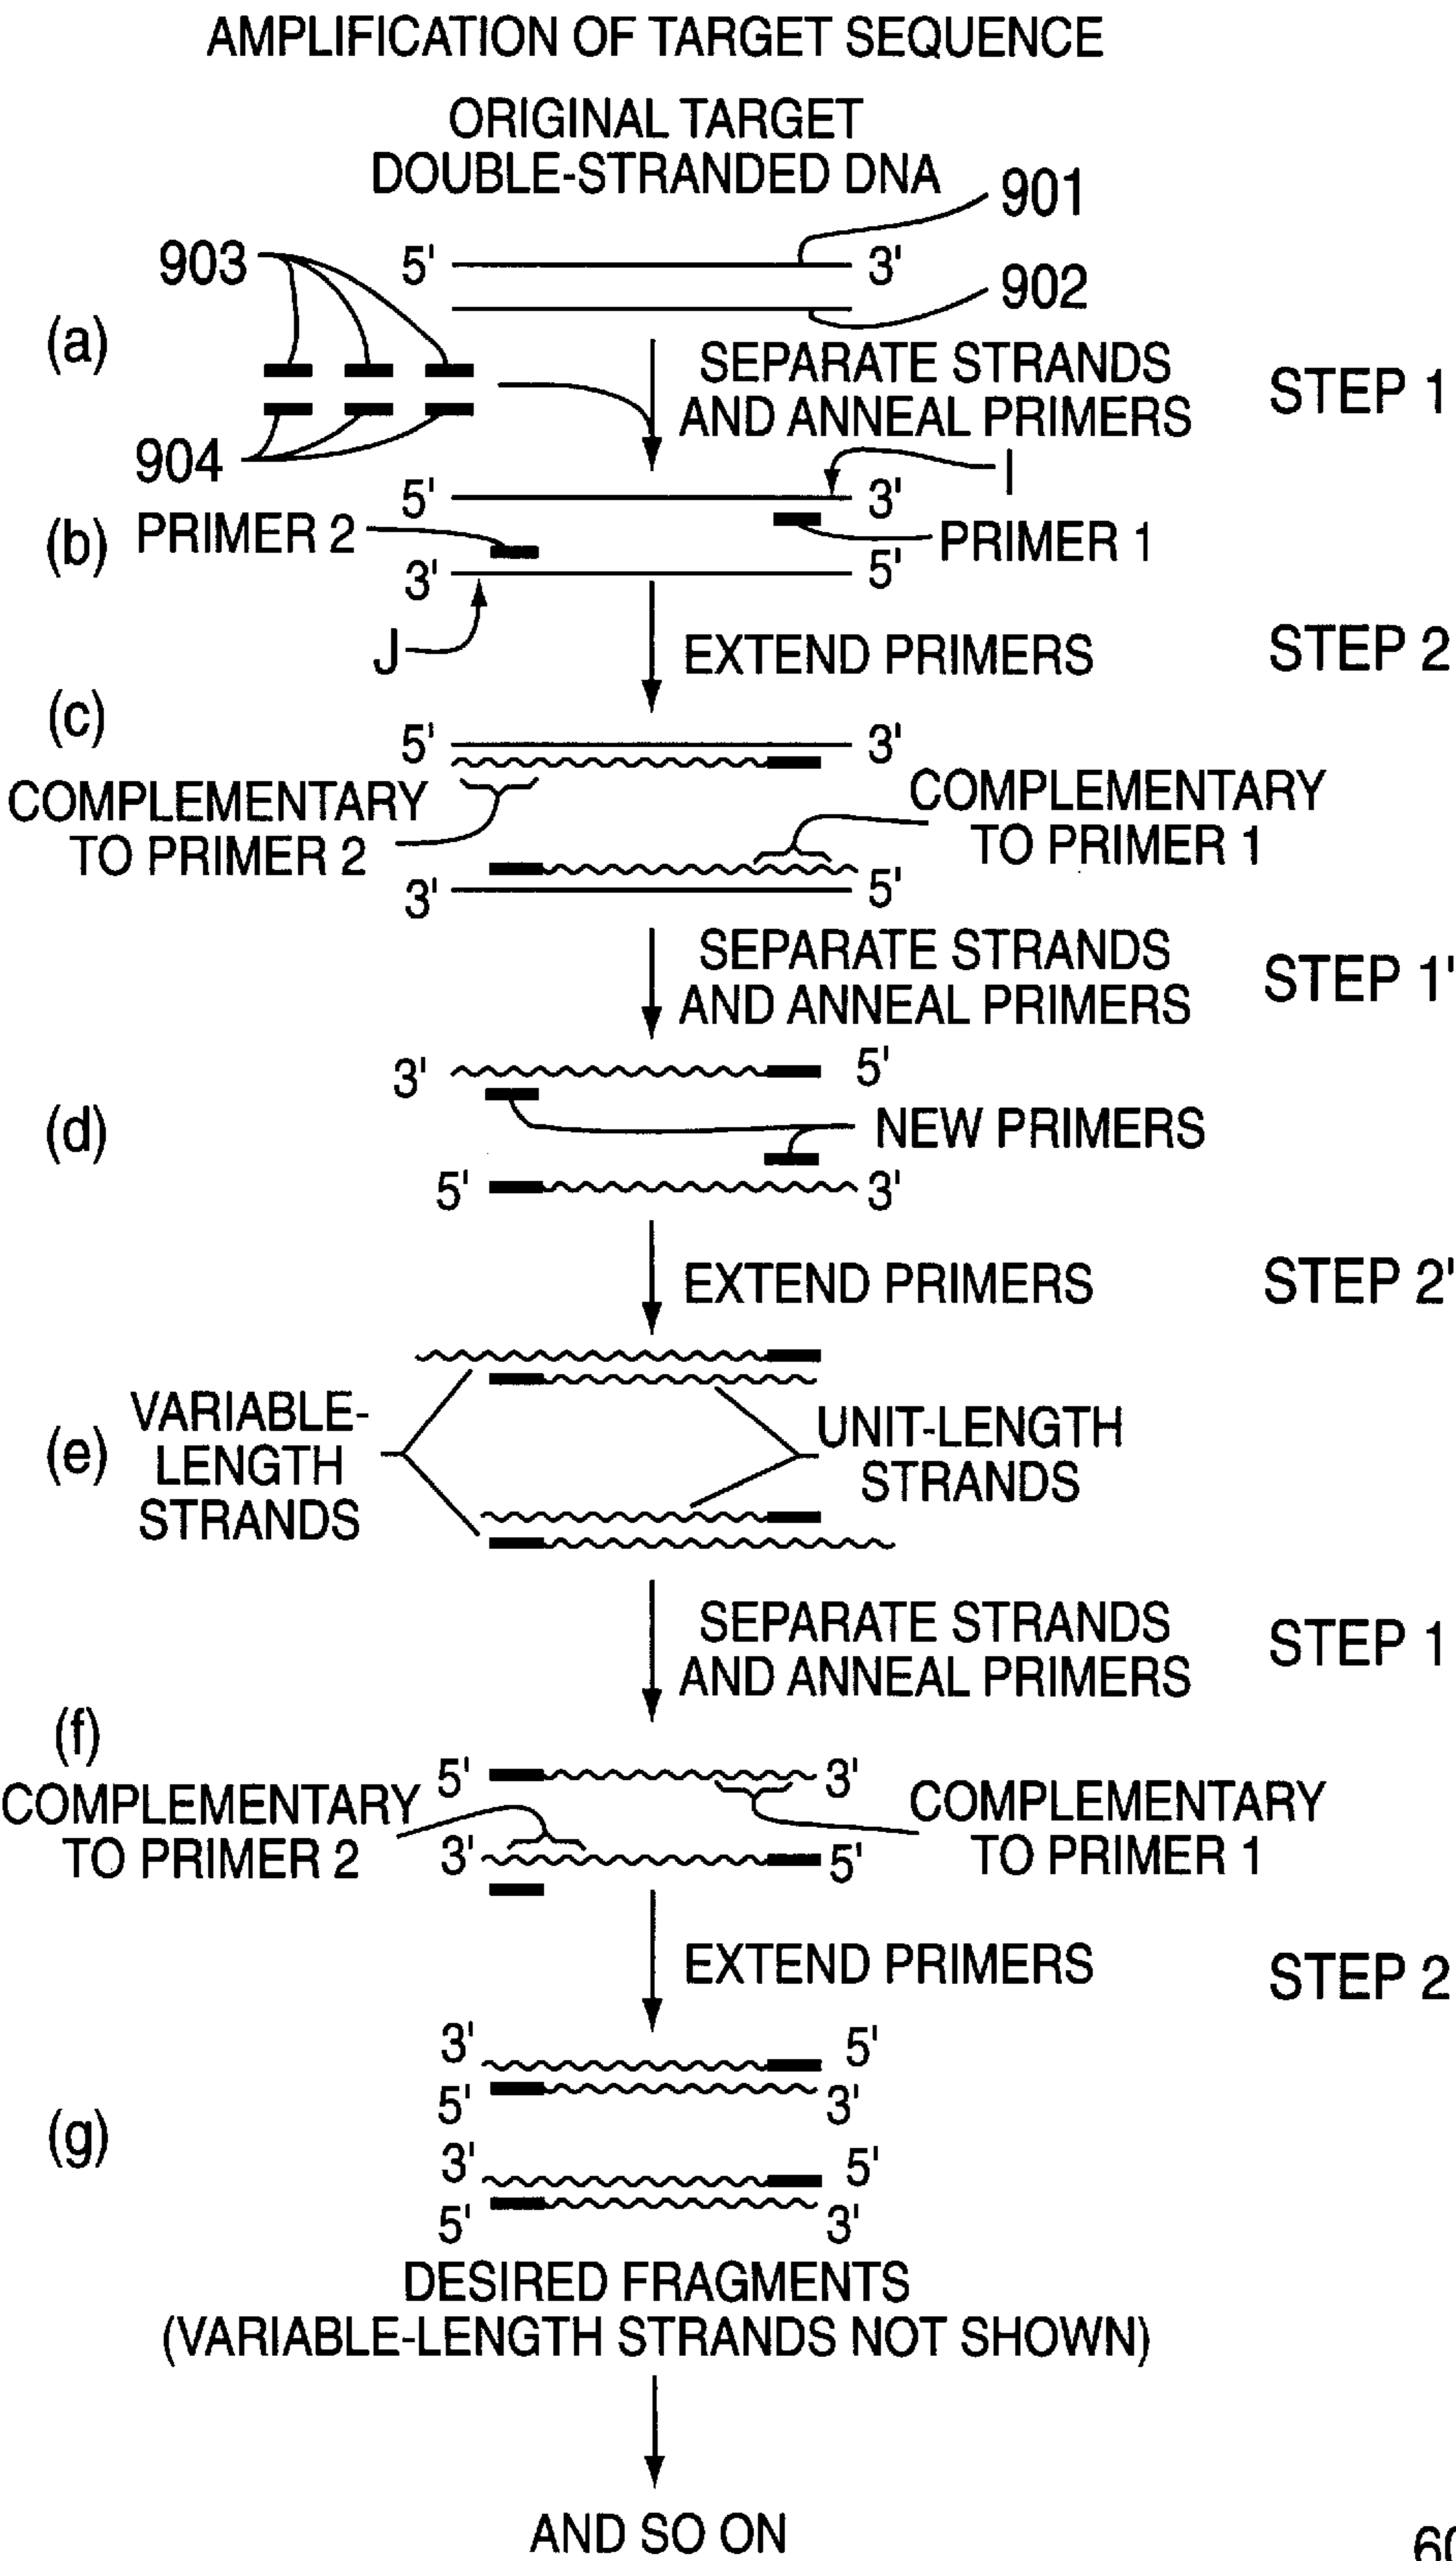 AMPLIFICATION OF TARGET SEQUENCE
ORIGINAL TARGET
DOUBLE-STRANDED DNA
901
903
5' 3'
902
(a)
SEPARATE STRANDS
AND ANNEAL PRIMERS
STEP 1
904
I
5' 3'
(b)
PRIMER 2
PRIMER 1
3' 5'
J
EXTEND PRIMERS
STEP 2
(c)
5' 3'
COMPLEMENTARY
TO PRIMER 2
COMPLEMENTARY
TO PRIMER 1
3' 5'
SEPARATE STRANDS
AND ANNEAL PRIMERS
STEP 1'
3' 5'
(d)
NEW PRIMERS
5' 3'
EXTEND PRIMERS
STEP 2'
(e)
VARIABLE-
LENGTH
STRANDS
UNIT-LENGTH
STRANDS
SEPARATE STRANDS
AND ANNEAL PRIMERS
STEP 1
(f)
5' 3'
COMPLEMENTARY
TO PRIMER 2
COMPLEMENTARY
TO PRIMER 1
3' 5'
EXTEND PRIMERS
STEP 2
3' 5'
5' 3'
(g)
3' 5'
5' 3'
DESIRED FRAGMENTS
(VARIABLE-LENGTH STRANDS NOT SHOWN)
AND SO ON